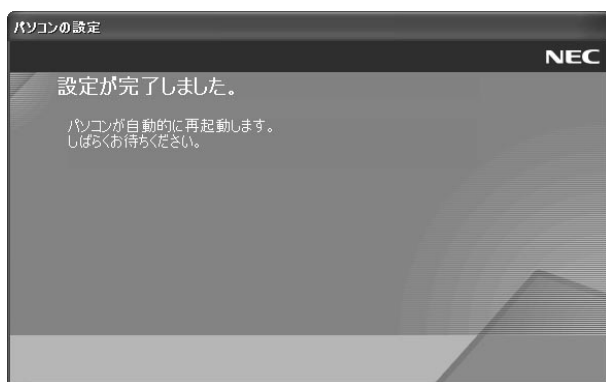 パソコンの設定
NEC
設定が完了しました。
パソコンが自動的に再起動します。
しばらくお待ちください。